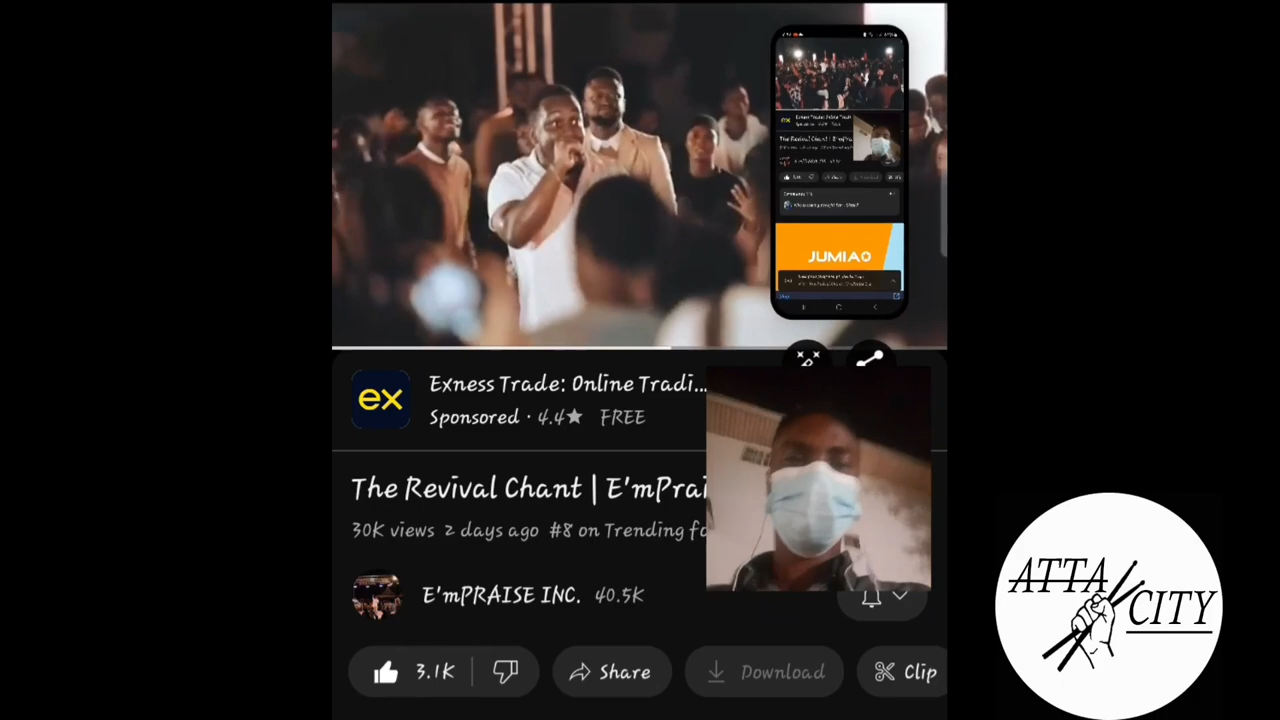 JUMIA
ex
Exness Trade: Online Tradi...
Sponsored · 4.4★ FREE
The Revival Chant | E'mPrai
30K views 2 days ago #8 on Trending fo
E'mPRAISE INC. 40.5K
3.1K
Share
Download
Clip
ATTA
CITY